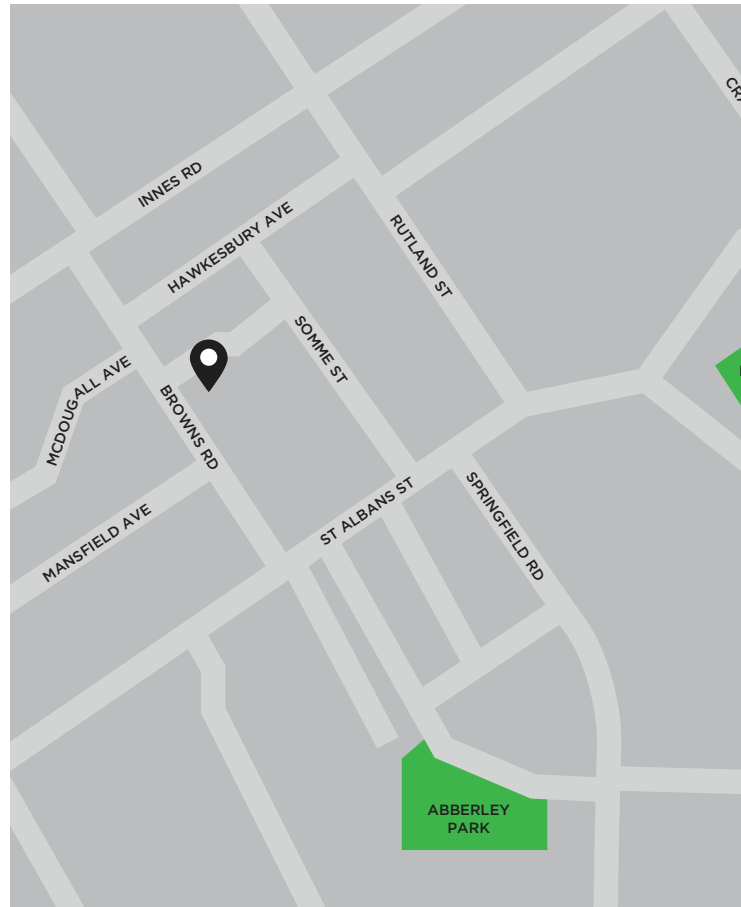 CRA
INNES RD
HAWKESBURY AVE
RUTLAND ST
SOMME ST
MCDOUGALL AVE
BROWNS RD
MANSFIELD AVE
ST ALBANS ST
SPRINGFIELD RD
ABBERLEY
PARK